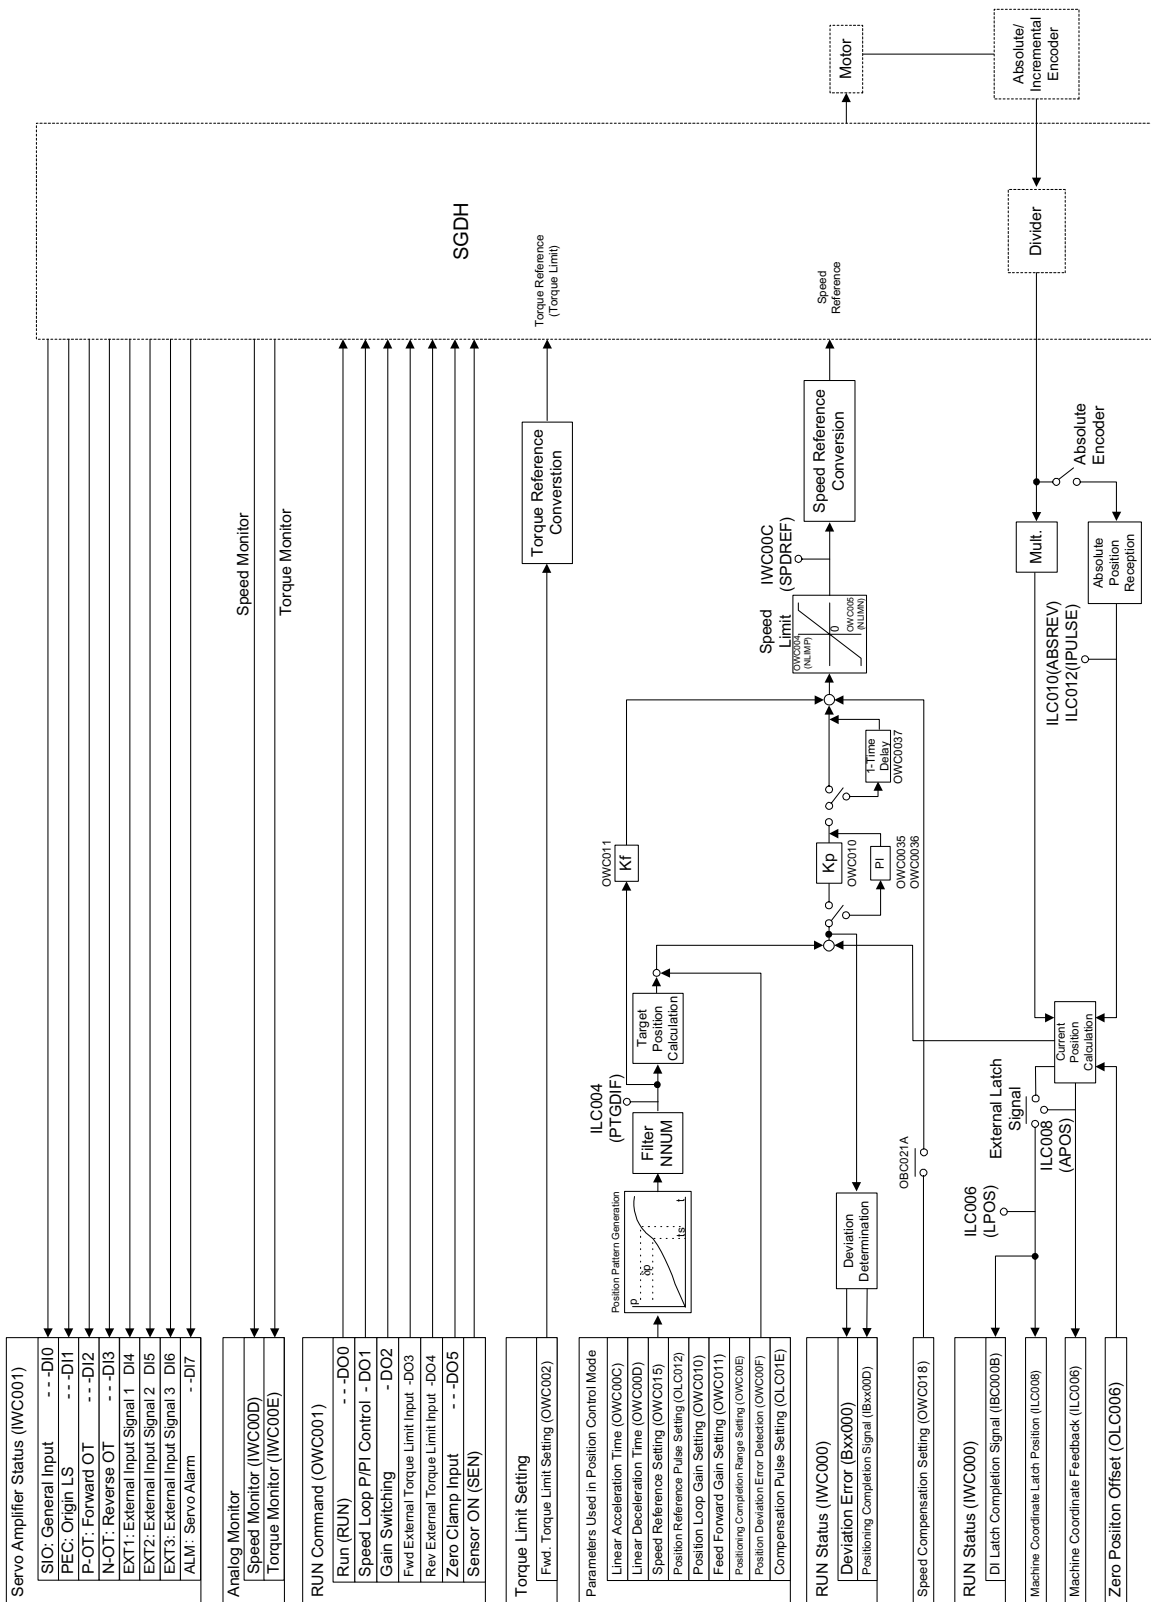 Servo Amplifier Status (IWC001)
SIO: General Input ---DI0
PEC: Origin LS ---DI1
P-OT: Forward OT ---DI2
N-OT: Reverse OT ---DI3
EXT1: External Input Signal 1 DI4
EXT2: External Input Signal 2 DI5
EXT3: External Input Signal 3 DI6
ALM: Servo Alarm --DI7
Analog Monitor
Speed Monitor (IWC00D)
Torque Monitor (IWC00E)
Speed Monitor
Torque Monitor
RUN Command (OWC001)
Run (RUN) ---DO0
Speed Loop P/PI Control - DO1
Gain Switching - DO2
Fwd External Torque Limit Input -DO3
Rev External Torque Limit Input -DO4
Zero Clamp Input ---DO5
Sensor ON (SEN)
SGDH
Torque Limit Setting
Fwd. Torque Limit Setting (OWC002)
Torque Reference
Converstion
Torque Reference
(Torque Limit)
Parameters Used in Position Control Mode
Linear Acceleration Time (OWC00C)
Linear Deceleration Time (OWC00D)
Speed Reference Setting (OWC015)
Position Reference Pulse Setting (OLC012)
Position Loop Gain Setting (OWC010)
Feed Forward Gain Setting (OWC011)
Positioning Completion Range Setting (OWC00E)
Position Deviation Error Detection (OWC00F)
Compensation Pulse Setting (OLC01E)
Position Pattern Generation
p
δp
ts
t
Filter
NNUM
ILC004
(PTGDIF)
Target
Position
Calculation
OWC011
Kf
Kp
OWC010
PI
OWC0035
OWC0036
1-Time
Delay
OWC0037
Speed
Limit
OWC004
(NLIMP)
0
OWC005
(NLIMN)
IWC00C
(SPDREF)
Speed Reference
Conversion
Speed
Reference
Motor
Absolute/
Incremental
Encoder
Divider
RUN Status (IWC000)
Deviation Error (Bxx000)
Positioning Completion Signal (IBxx00D)
Deviation
Determination
Speed Compensation Setting (OWC018)
OBC021A
RUN Status (IWC000)
DI Latch Completion Signal (IBC000B)
Machine Coordinate Latch Position (ILC008)
Machine Coordinate Feedback (ILC006)
Zero Posiiton Offset (OLC006)
ILC006
(LPOS)
External Latch
Signal
ILC008
(APOS)
Current
Position
Calculation
ILC010(ABSREV)
ILC012(IPULSE)
Mult.
Absolute
Position
Reception
Absolute
Encoder